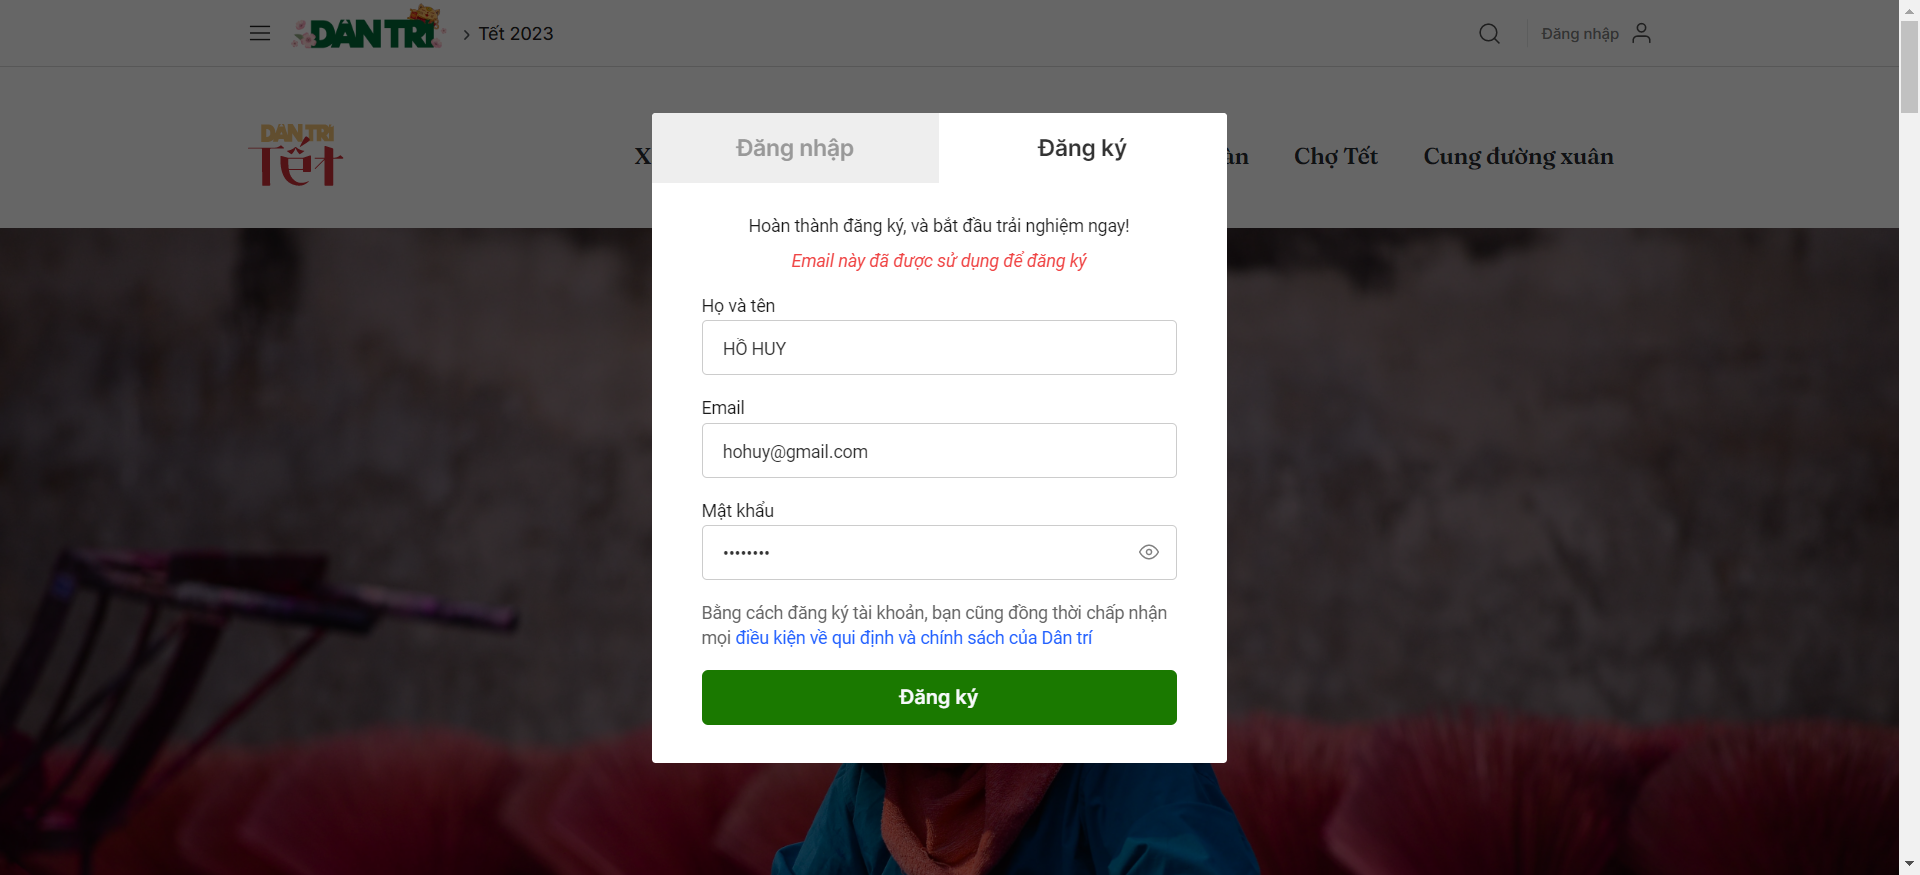 DÂN TRÍ
Tết 2023
Đăng nhập
DÂN TRÍ
Tết
X
àn
Chợ Tết
Cung đường xuân
Đăng nhập
Đăng ký
Hoàn thành đăng ký, và bắt đầu trải nghiệm ngay!
Email này đã được sử dụng để đăng ký
Họ và tên
HỒ HUY
Email
hohuy@gmail.com
Mật khẩu
••••••••
Bằng cách đăng ký tài khoản, bạn cũng đồng thời chấp nhận
mọi điều kiện về qui định và chính sách của Dân trí
Đăng ký